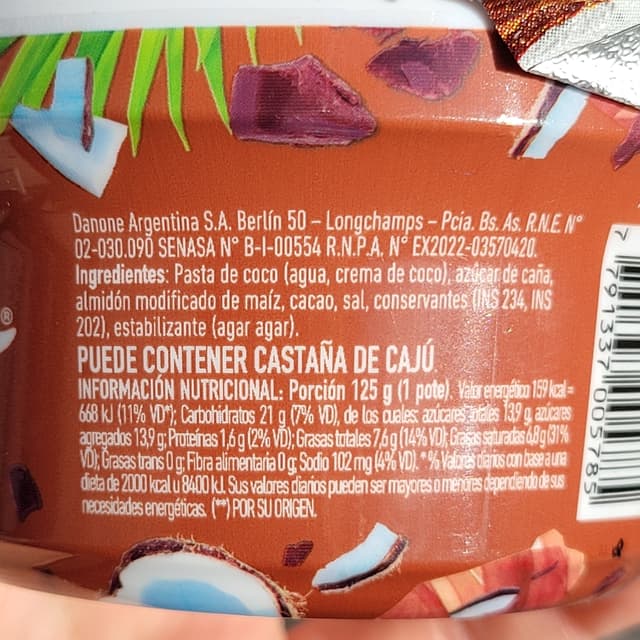 Danone Argentina S.A. Berlín 50 – Longchamps – Pcia. Bs. As. R.N.E. N°
02-030.090 SENASA N° B-I-00554 R.N.P.A. N° EX2022-03570420.
Ingredientes: Pasta de coco (agua, crema de coco), azúcar de caña,
almidón modificado de maíz, cacao, sal, conservantes (INS 234, INS
202), estabilizante (agar agar).
PUEDE CONTENER CASTAÑA DE CAJÚ
INFORMACIÓN NUTRICIONAL: Porción 125 g (1 pote). Valor energético 159 kcal =
668 kJ (11% VD*); Carbohidratos 21 g (7% VD), de los cuales: azúcares totales 13,9 g, azúcares
agregados 13,9 g; Proteínas 1,6 g (2% VD); Grasas totales 7,6 g (14% VD); Grasas saturadas 6,8 g (31%
VD); Grasas trans 0 g; Fibra alimentaria 0 g; Sodio 102 mg (4% VD). * % Valores diarios con base a una
dieta de 2000 kcal u 8400 kJ. Sus valores diarios pueden ser mayores o menores dependiendo de sus
necesidades energéticas. (**) POR SU ORIGEN.
®
7 791337 005785